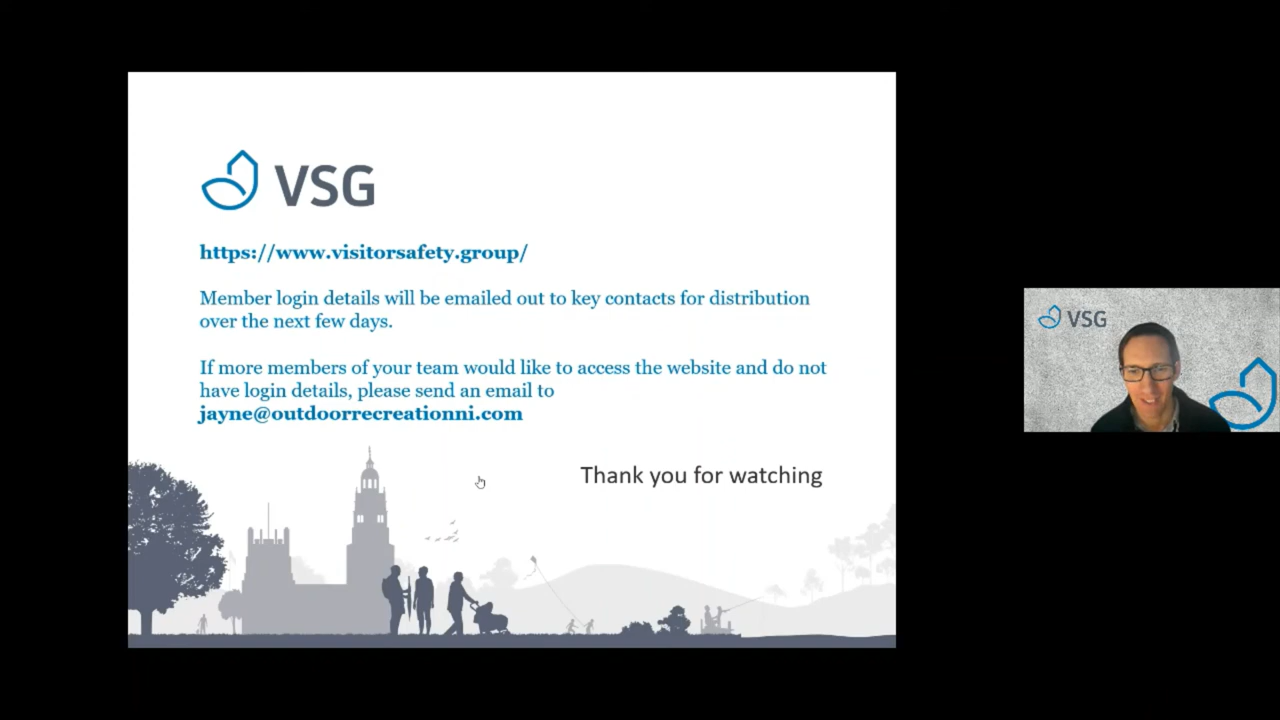 VSG
https://www.visitorsafety.group/
Member login details will be emailed out to key contacts for distribution
over the next few days.
If more members of your team would like to access the website and do not
have login details, please send an email to
jayne@outdoorrecreationni.com
Thank you for watching
VSG